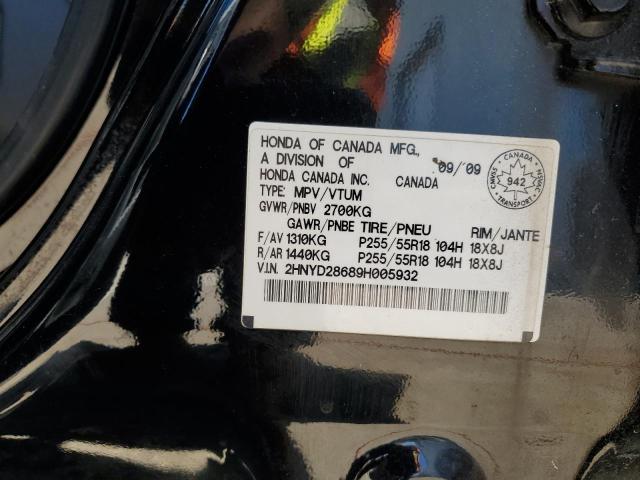 HONDA OF CANADA MFG.,
A DIVISION OF
HONDA CANADA INC. CANADA 09/'09
TYPE: MPV/VTUM
GVWR/PNBV 2700KG
GAWR/PNBE TIRE/PNEU RIM/JANTE
F/AV 1310KG P255/55R18 104H 18X8J
R/AR 1440KG P255/55R18 104H 18X8J
V.I.N. 2HNYD28689H005932
CANADA
942
TRANSPORT
CMVSS
NSVAC